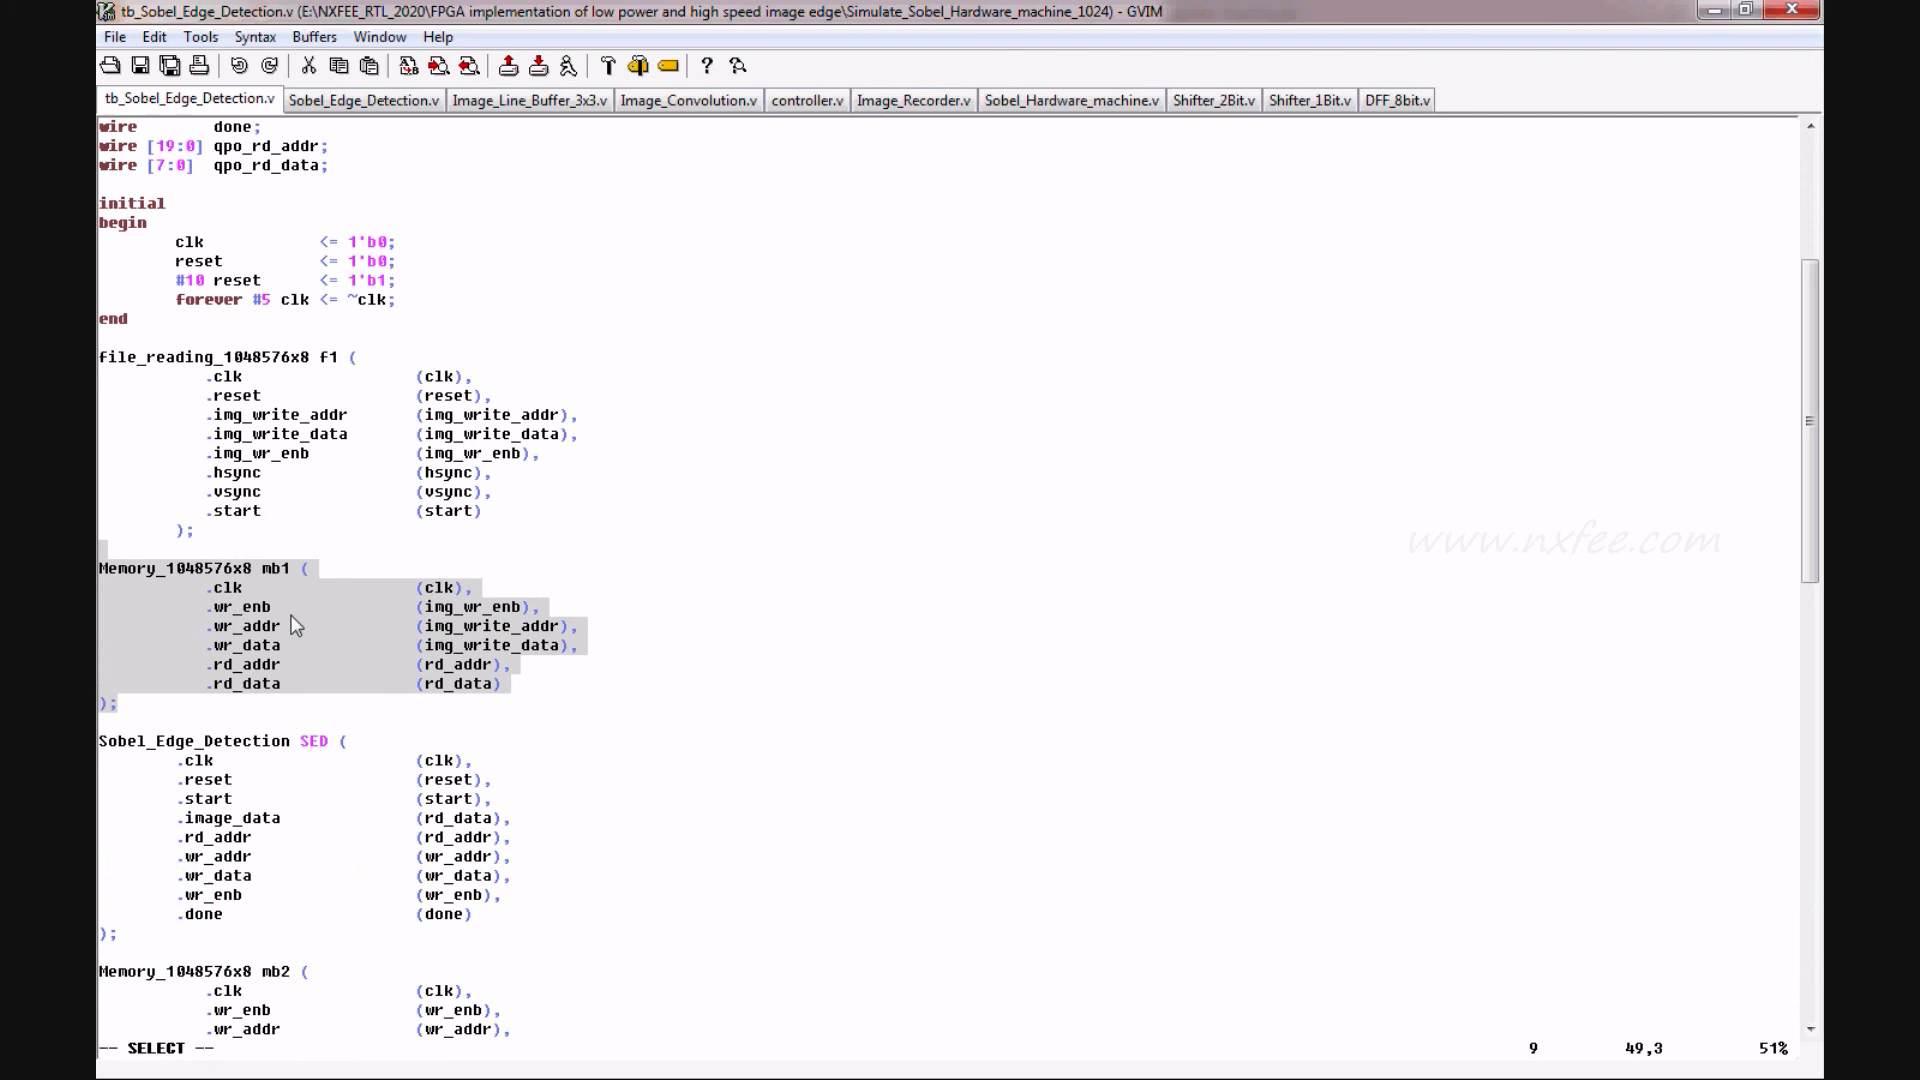 tb_Sobel_Edge_Detection.v (E:\NXFEE_RTL_2020\FPGA implementation of low power and high speed image edge\Simulate_Sobel_Hardware_machine_1024) - GVIM
File Edit Tools Syntax Buffers Window Help
tb_Sobel_Edge_Detection.v Sobel_Edge_Detection.v Image_Line_Buffer_3x3.v Image_Convolution.v controller.v Image_Recorder.v Sobel_Hardware_machine.v Shifter_2Bit.v Shifter_1Bit.v DFF_8bit.v
wire done;
wire [19:0] qpo_rd_addr;
wire [7:0] qpo_rd_data;
initial
begin
clk <= 1'b0;
reset <= 1'b0;
#10 reset <= 1'b1;
forever #5 clk <= ~clk;
end
file_reading_1048576x8 f1 (
.clk (clk),
.reset (reset),
.img_write_addr (img_write_addr),
.img_write_data (img_write_data),
.img_wr_enb (img_wr_enb),
.hsync (hsync),
.vsync (vsync),
.start (start)
);
www.nxfee.com
Memory_1048576x8 mb1 (
.clk (clk),
.wr_enb (img_wr_enb),
.wr_addr (img_write_addr),
.wr_data (img_write_data),
.rd_addr (rd_addr),
.rd_data (rd_data)
);
Sobel_Edge_Detection SED (
.clk (clk),
.reset (reset),
.start (start),
.image_data (rd_data),
.rd_addr (rd_addr),
.wr_addr (wr_addr),
.wr_data (wr_data),
.wr_enb (wr_enb),
.done (done)
);
Memory_1048576x8 mb2 (
.clk (clk),
.wr_enb (wr_enb),
.wr_addr (wr_addr),
-- SELECT -- 9 49,3 51%